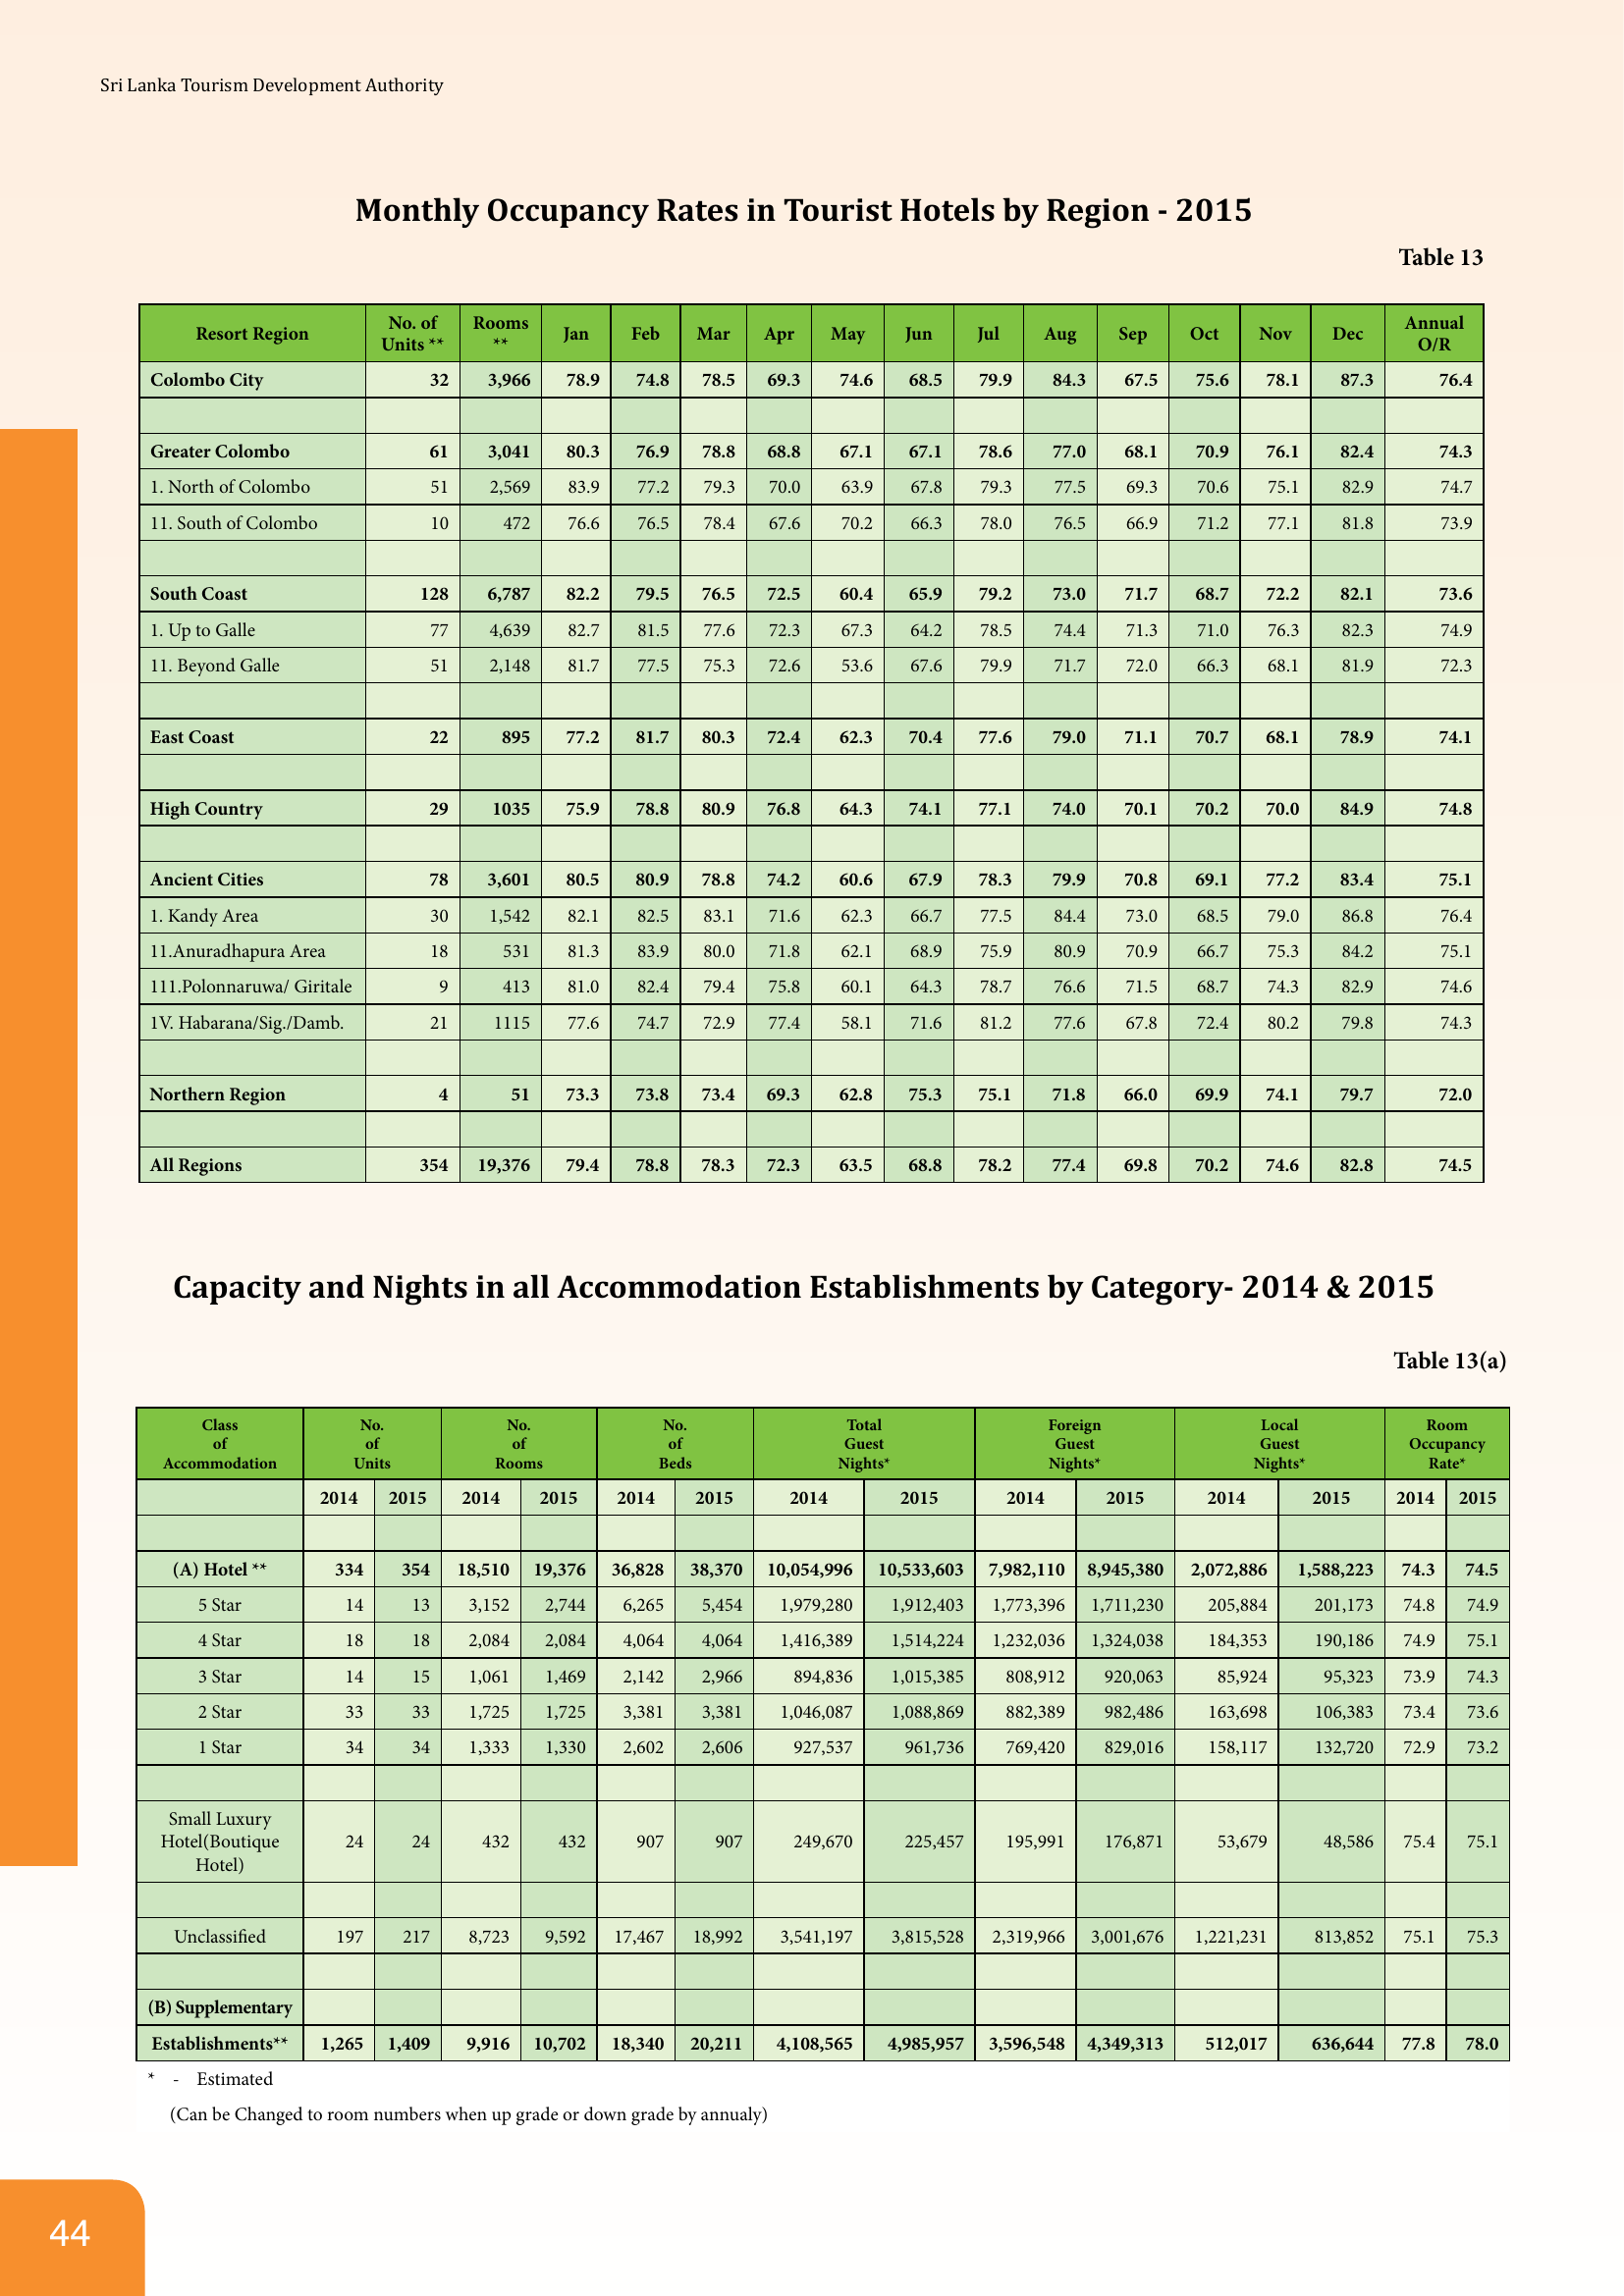 Sri Lanka Tourism Development Authority
Monthly Occupancy Rates in Tourist Hotels by Region - 2015
Table 13
Resort Region No. of Units ** Rooms ** Jan Feb Mar Apr May Jun Jul Aug Sep Oct Nov Dec Annual O/R
Colombo City 32 3,966 78.9 74.8 78.5 69.3 74.6 68.5 79.9 84.3 67.5 75.6 78.1 87.3 76.4
Greater Colombo 61 3,041 80.3 76.9 78.8 68.8 67.1 67.1 78.6 77.0 68.1 70.9 76.1 82.4 74.3
1. North of Colombo 51 2,569 83.9 77.2 79.3 70.0 63.9 67.8 79.3 77.5 69.3 70.6 75.1 82.9 74.7
11. South of Colombo 10 472 76.6 76.5 78.4 67.6 70.2 66.3 78.0 76.5 66.9 71.2 77.1 81.8 73.9
South Coast 128 6,787 82.2 79.5 76.5 72.5 60.4 65.9 79.2 73.0 71.7 68.7 72.2 82.1 73.6
1. Up to Galle 77 4,639 82.7 81.5 77.6 72.3 67.3 64.2 78.5 74.4 71.3 71.0 76.3 82.3 74.9
11. Beyond Galle 51 2,148 81.7 77.5 75.3 72.6 53.6 67.6 79.9 71.7 72.0 66.3 68.1 81.9 72.3
East Coast 22 895 77.2 81.7 80.3 72.4 62.3 70.4 77.6 79.0 71.1 70.7 68.1 78.9 74.1
High Country 29 1035 75.9 78.8 80.9 76.8 64.3 74.1 77.1 74.0 70.1 70.2 70.0 84.9 74.8
Ancient Cities 78 3,601 80.5 80.9 78.8 74.2 60.6 67.9 78.3 79.9 70.8 69.1 77.2 83.4 75.1
1. Kandy Area 30 1,542 82.1 82.5 83.1 71.6 62.3 66.7 77.5 84.4 73.0 68.5 79.0 86.8 76.4
11.Anuradhapura Area 18 531 81.3 83.9 80.0 71.8 62.1 68.9 75.9 80.9 70.9 66.7 75.3 84.2 75.1
111.Polonnaruwa/ Giritale 9 413 81.0 82.4 79.4 75.8 60.1 64.3 78.7 76.6 71.5 68.7 74.3 82.9 74.6
1V. Habarana/Sig./Damb. 21 1115 77.6 74.7 72.9 77.4 58.1 71.6 81.2 77.6 67.8 72.4 80.2 79.8 74.3
Northern Region 4 51 73.3 73.8 73.4 69.3 62.8 75.3 75.1 71.8 66.0 69.9 74.1 79.7 72.0
All Regions 354 19,376 79.4 78.8 78.3 72.3 63.5 68.8 78.2 77.4 69.8 70.2 74.6 82.8 74.5
Capacity and Nights in all Accommodation Establishments by Category- 2014 & 2015
Table 13(a)
Class No. No. No. Total Foreign Local Room
of of of of Guest Guest Guest Occupancy
Accommodation Units Rooms Beds Nights* Nights* Nights* Rate*
2014 2015 2014 2015 2014 2015 2014 2015 2014 2015 2014 2015 2014 2015
(A) Hotel ** 334 354 18,510 19,376 36,828 38,370 10,054,996 10,533,603 7,982,110 8,945,380 2,072,886 1,588,223 74.3 74.5
5 Star 14 13 3,152 2,744 6,265 5,454 1,979,280 1,912,403 1,773,396 1,711,230 205,884 201,173 74.8 74.9
4 Star 18 18 2,084 2,084 4,064 4,064 1,416,389 1,514,224 1,232,036 1,324,038 184,353 190,186 74.9 75.1
3 Star 14 15 1,061 1,469 2,142 2,966 894,836 1,015,385 808,912 920,063 85,924 95,323 73.9 74.3
2 Star 33 33 1,725 1,725 3,381 3,381 1,046,087 1,088,869 882,389 982,486 163,698 106,383 73.4 73.6
1 Star 34 34 1,333 1,330 2,602 2,606 927,537 961,736 769,420 829,016 158,117 132,720 72.9 73.2
Small Luxury
Hotel(Boutique 24 24 432 432 907 907 249,670 225,457 195,991 176,871 53,679 48,586 75.4 75.1
Hotel)
Unclassified 197 217 8,723 9,592 17,467 18,992 3,541,197 3,815,528 2,319,966 3,001,676 1,221,231 813,852 75.1 75.3
(B) Supplementary
Establishments** 1,265 1,409 9,916 10,702 18,340 20,211 4,108,565 4,985,957 3,596,548 4,349,313 512,017 636,644 77.8 78.0
* - Estimated
(Can be Changed to room numbers when up grade or down grade by annualy)
44